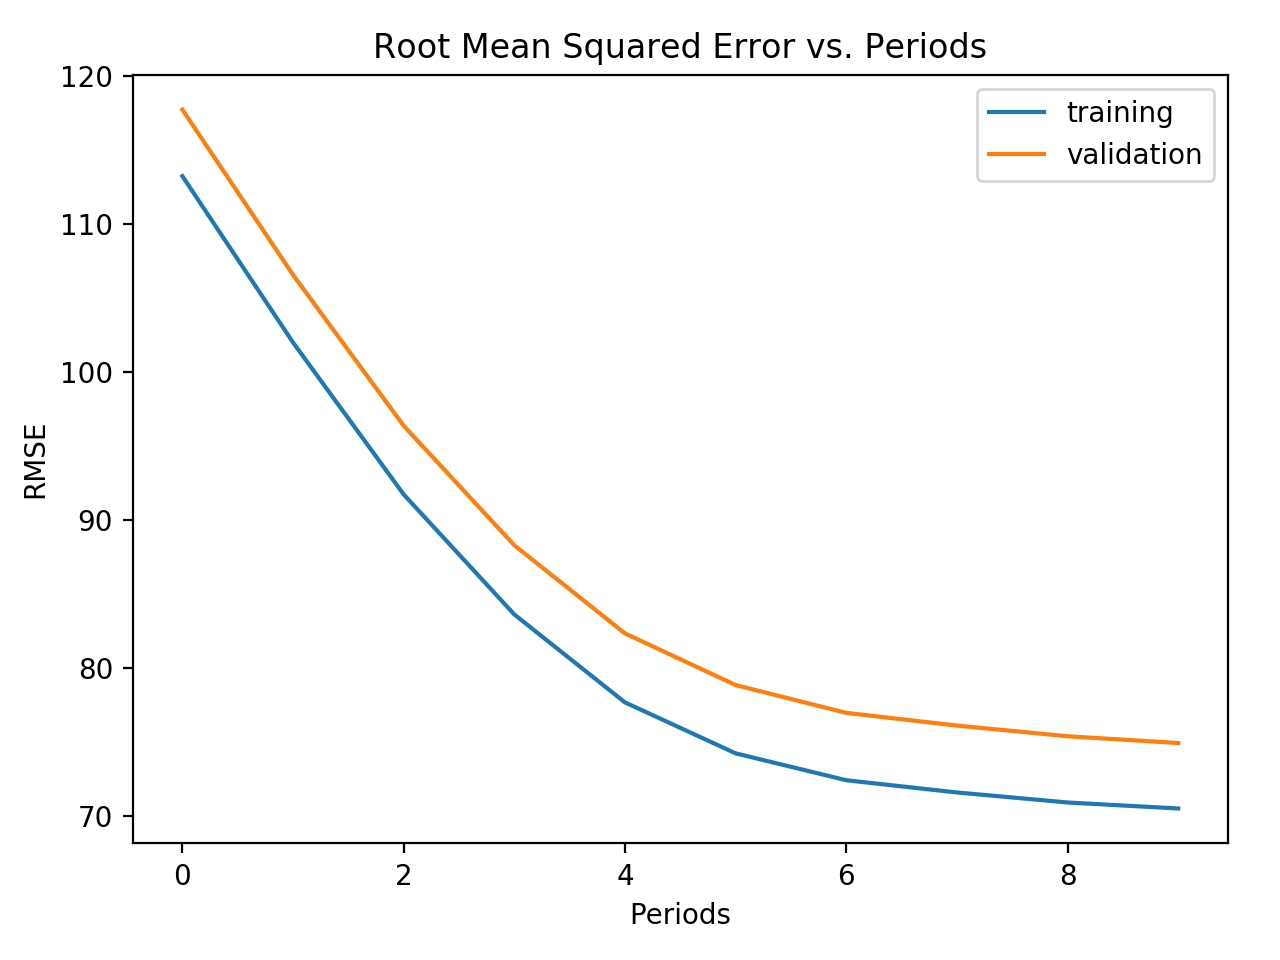 Root Mean Squared Error vs. Periods
120
110
100
90
80
70
RMSE
training
validation
0 2 4 6 8
Periods